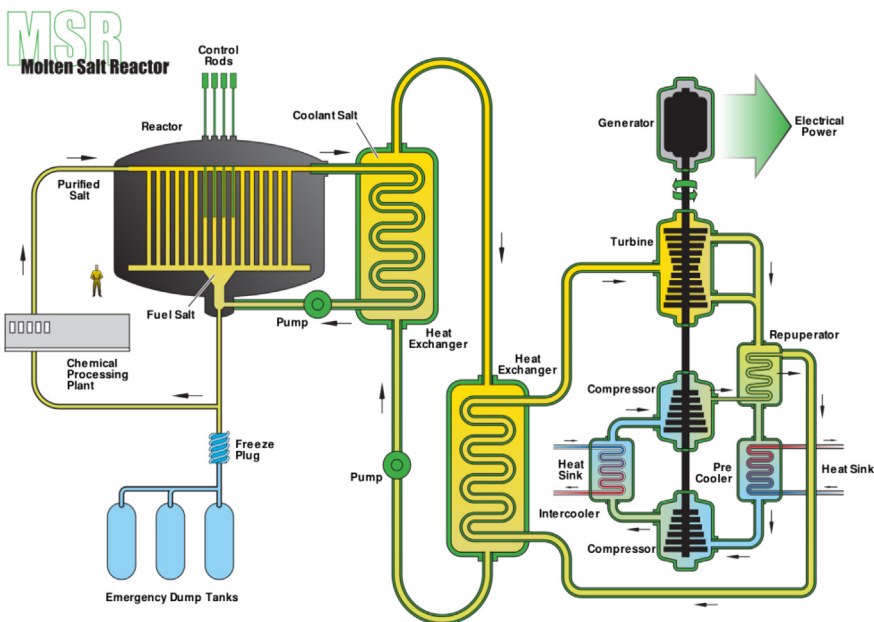 MSR
Molten Salt Reactor
Control
Rods
Reactor
Coolant Salt
Purified
Salt
Fuel Salt
Pump
Chemical
Processing
Plant
Freeze
Plug
Emergency Dump Tanks
Heat
Exchanger
Pump
Heat
Exchanger
Generator
Electrical
Power
Turbine
Repuperator
Compressor
Heat
Sink
Pre
Cooler
Heat Sink
Intercooler
Compressor